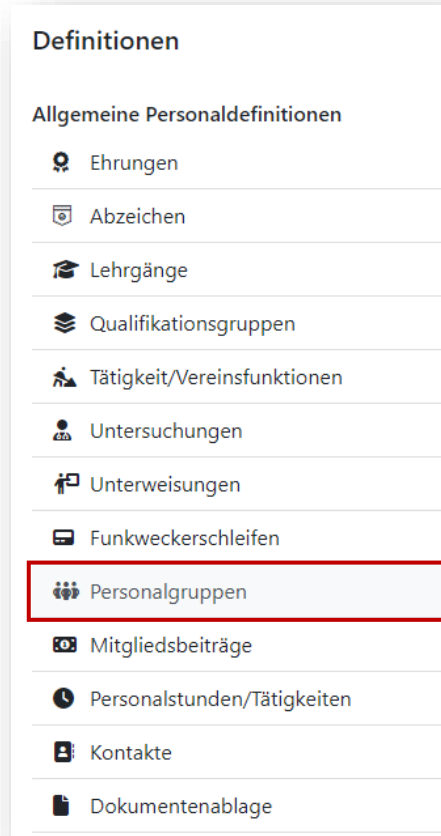 Definitionen
Allgemeine Personaldefinitionen
Ehrungen
Abzeichen
Lehrgänge
Qualifikationsgruppen
Tätigkeit/Vereinsfunktionen
Untersuchungen
Unterweisungen
Funkweckerschleifen
Personalgruppen
Mitgliedsbeiträge
Personalstunden/Tätigkeiten
Kontakte
Dokumentenablage